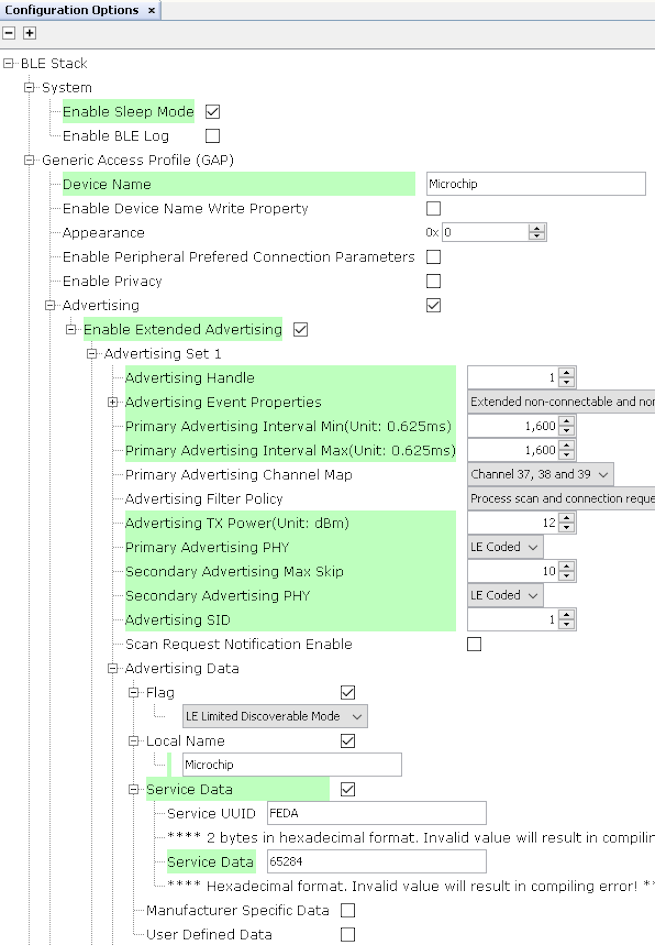 Configuration Options ×
BLE Stack
System
Enable Sleep Mode
Enable BLE Log
Generic Access Profile (GAP)
Device Name Microchip
Enable Device Name Write Property
Appearance 0x 0
Enable Peripheral Prefered Connection Parameters
Enable Privacy
Advertising
Enable Extended Advertising
Advertising Set 1
Advertising Handle 1
Advertising Event Properties Extended non-connectable and nor
Primary Advertising Interval Min(Unit: 0.625ms) 1,600
Primary Advertising Interval Max(Unit: 0.625ms) 1,600
Primary Advertising Channel Map Channel 37, 38 and 39
Advertising Filter Policy Process scan and connection reque
Advertising TX Power(Unit: dBm) 12
Primary Advertising PHY LE Coded
Secondary Advertising Max Skip 10
Secondary Advertising PHY LE Coded
Advertising SID 1
Scan Request Notification Enable
Advertising Data
Flag
LE Limited Discoverable Mode
Local Name
Microchip
Service Data
Service UUID FEDA
**** 2 bytes in hexadecimal format. Invalid value will result in compilin
Service Data 65284
**** Hexadecimal format. Invalid value will result in compiling error! **
Manufacturer Specific Data
User Defined Data